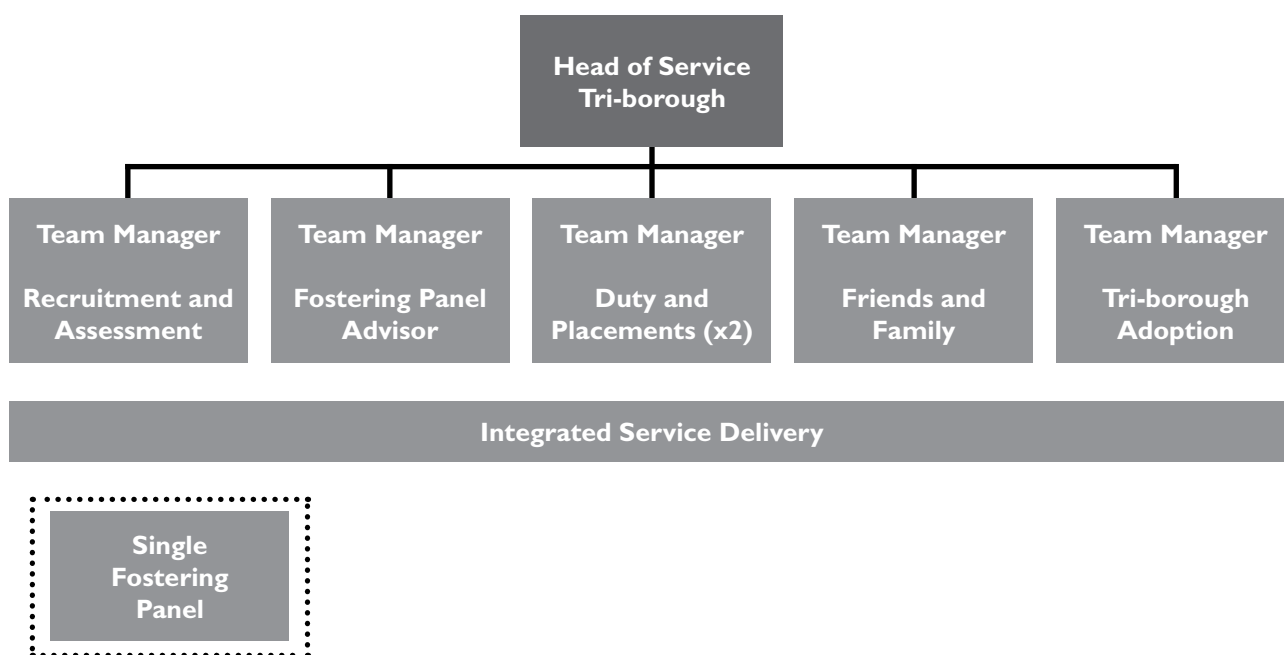 Head of Service
Tri-borough
Team Manager
Recruitment and
Assessment
Team Manager
Fostering Panel
Advisor
Team Manager
Duty and
Placements (x2)
Team Manager
Friends and
Family
Team Manager
Tri-borough
Adoption
Integrated Service Delivery
Single
Fostering
Panel